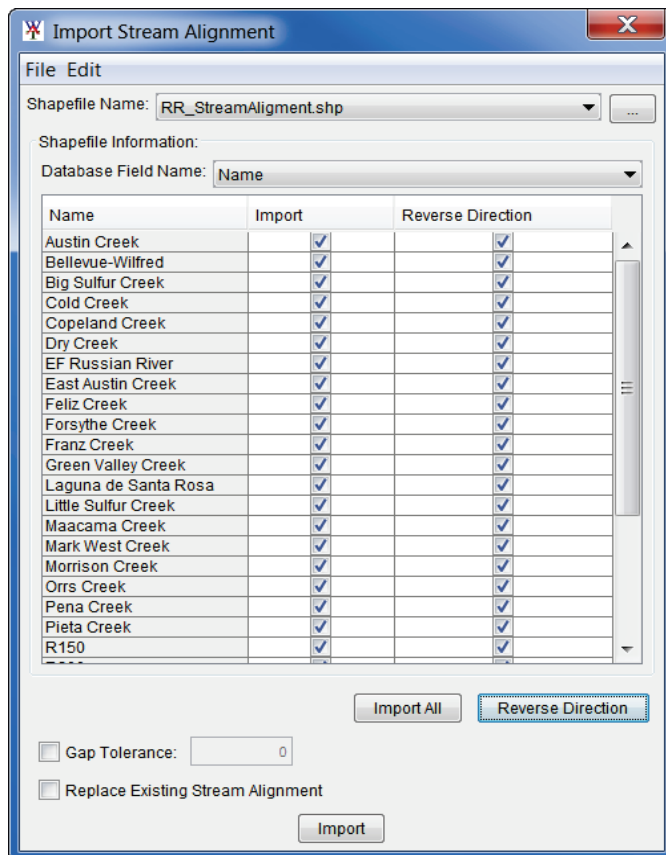 Import Stream Alignment
X
File Edit
Shapefile Name: RR_StreamAligment.shp ...
Shapefile Information:
Database Field Name: Name
Name Import Reverse Direction
Austin Creek
Bellevue-Wilfred
Big Sulfur Creek
Cold Creek
Copeland Creek
Dry Creek
EF Russian River
East Austin Creek
Feliz Creek
Forsythe Creek
Franz Creek
Green Valley Creek
Laguna de Santa Rosa
Little Sulfur Creek
Maacama Creek
Mark West Creek
Morrison Creek
Orrs Creek
Pena Creek
Pieta Creek
R150
Import All Reverse Direction
Gap Tolerance: 0
Replace Existing Stream Alignment
Import